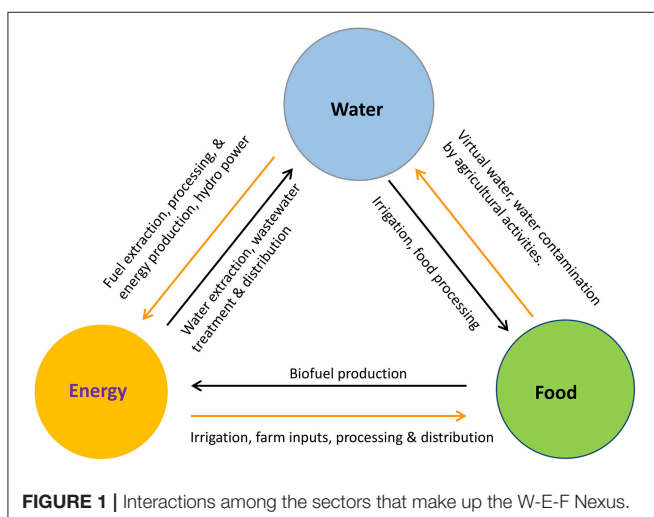 Water
Fuel extraction, processing, &
energy production, hydro power
Water extraction, wastewater
treatment & distribution
Irrigation, food processing
Virtual water, water contamination
by agricultural activities.
Energy
Biofuel production
Food
Irrigation, farm inputs, processing & distribution
FIGURE 1 | Interactions among the sectors that make up the W-E-F Nexus.